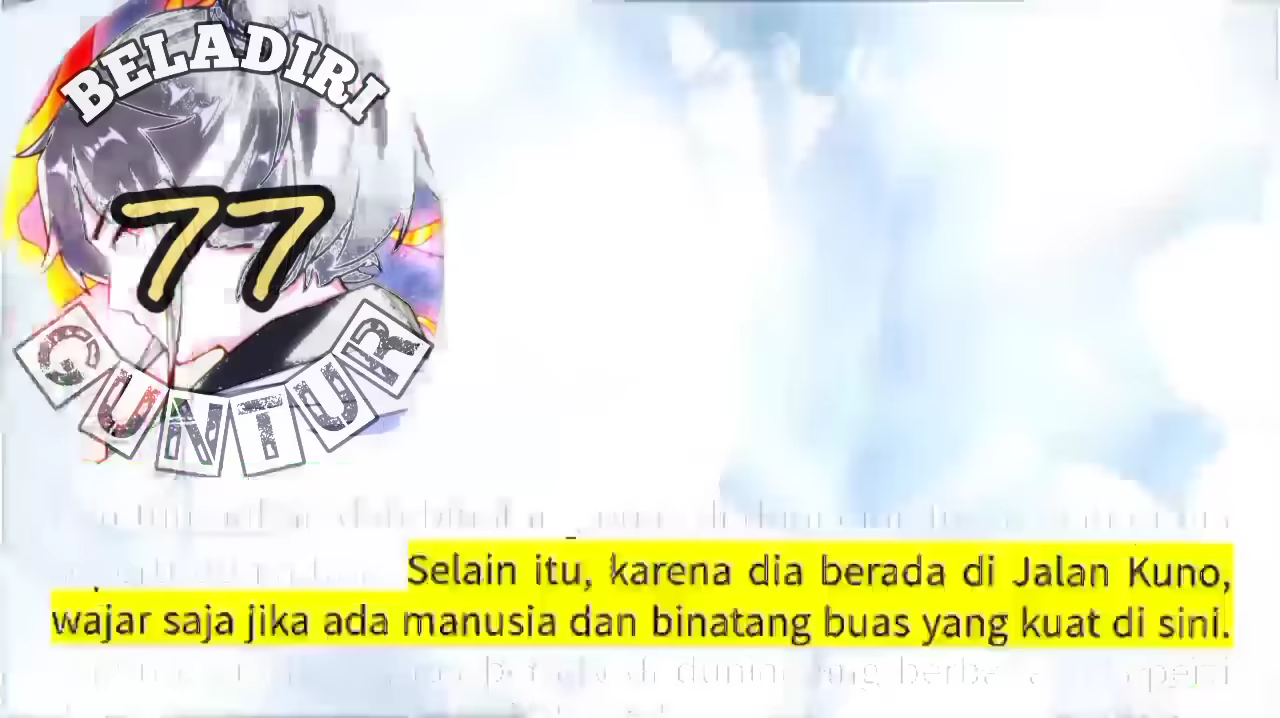 BELADIRI
77
GUNTUR
Selain itu, karena dia berada di Jalan Kuno,
wajar saja jika ada manusia dan binatang buas yang kuat di sini.